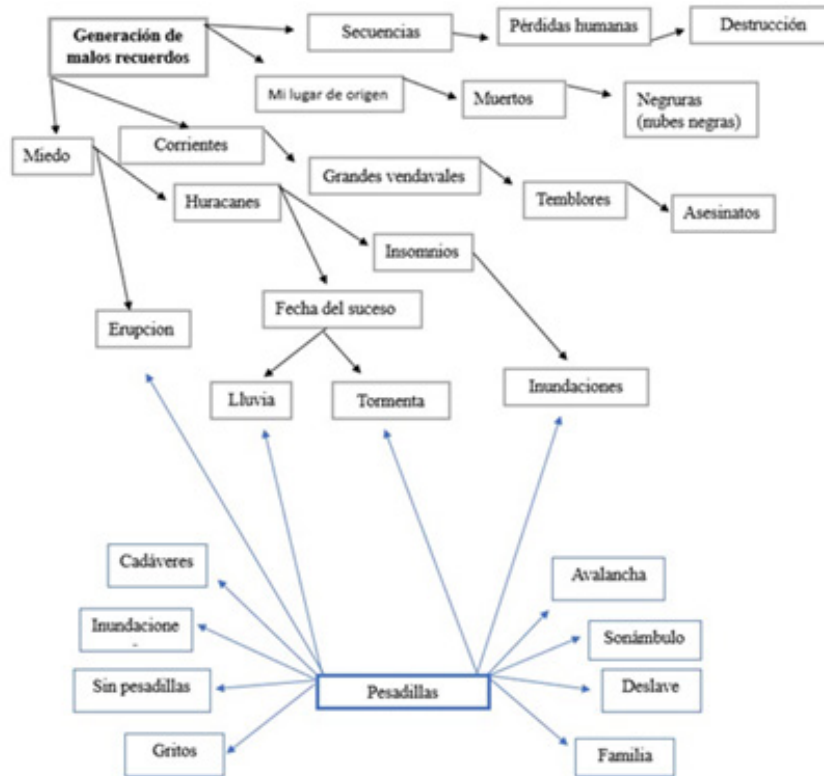 Generación de
malos recuerdos
Secuencias
Pérdidas humanas
Destrucción
Mi lugar de origen
Muertos
Negruras
(nubes negras)
Miedo
Corrientes
Grandes vendavales
Temblores
Asesinatos
Huracanes
Insomnios
Fecha del suceso
Erupcion
Lluvia
Tormenta
Inundaciones
Cadáveres
Avalancha
Inundacione
Sonámbulo
Sin pesadillas
Pesadillas
Deslave
Gritos
Familia